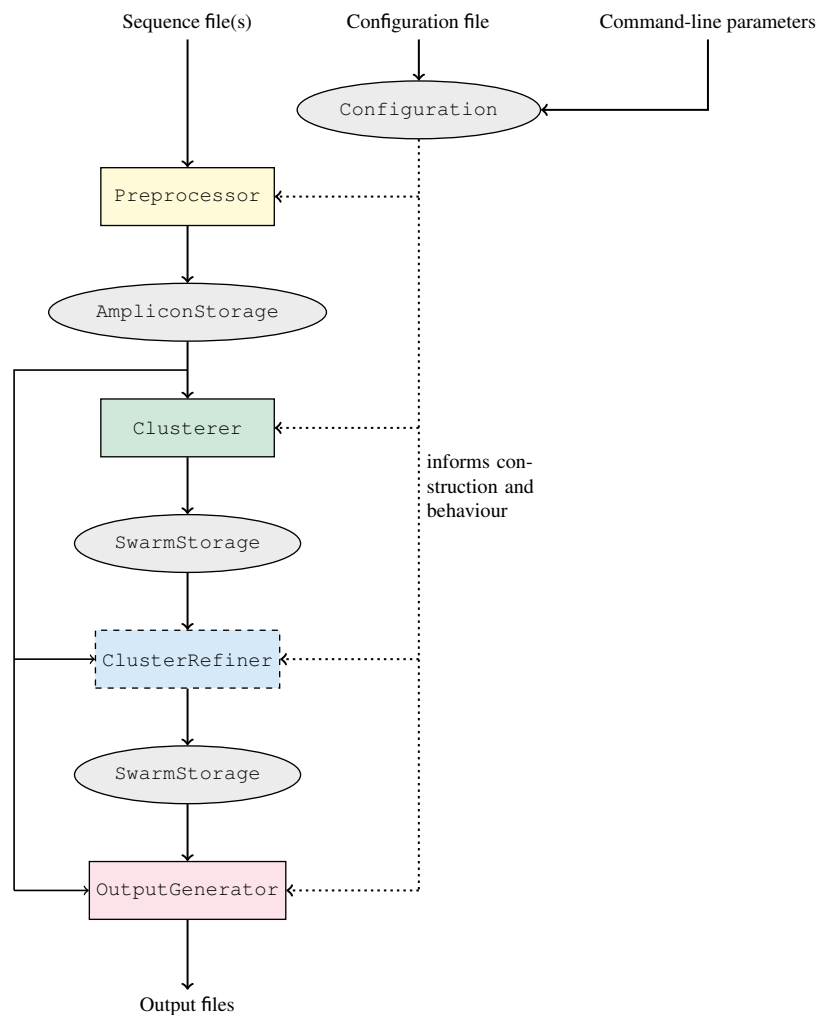 Sequence file(s)
Configuration file
Command-line parameters
Configuration
Preprocessor
AmpliconStorage
Clusterer
informs con-
struction and
behaviour
SwarmStorage
ClusterRefiner
SwarmStorage
OutputGenerator
Output files